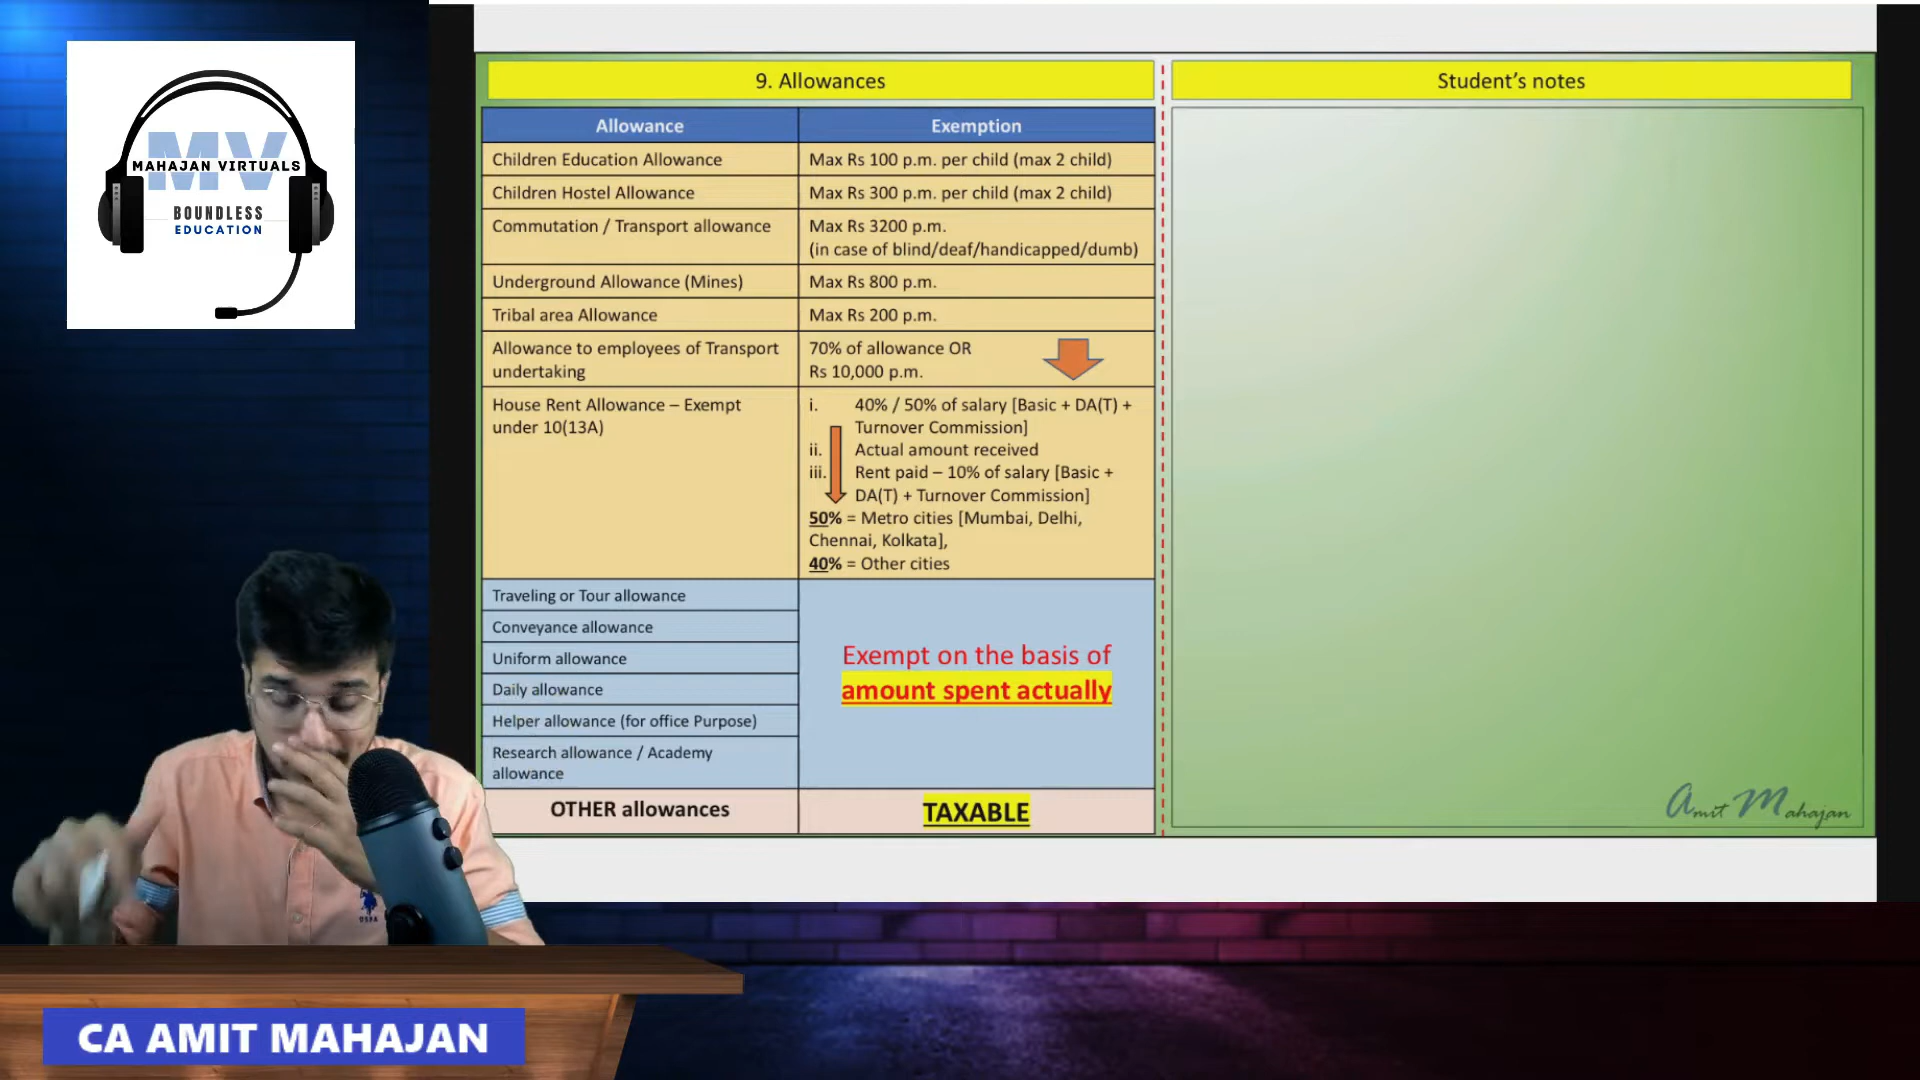 MAHAJAN VIRTUALS
MV
BOUNDLESS
EDUCATION
9. Allowances
Student’s notes
Allowance
Exemption
Children Education Allowance
Max Rs 100 p.m. per child (max 2 child)
Children Hostel Allowance
Max Rs 300 p.m. per child (max 2 child)
Commutation / Transport allowance
Max Rs 3200 p.m.
(in case of blind/deaf/handicapped/dumb)
Underground Allowance (Mines)
Max Rs 800 p.m.
Tribal area Allowance
Max Rs 200 p.m.
Allowance to employees of Transport
undertaking
70% of allowance OR
Rs 10,000 p.m.
House Rent Allowance – Exempt
under 10(13A)
i. 40% / 50% of salary [Basic + DA(T) +
Turnover Commission]
ii. Actual amount received
iii. Rent paid – 10% of salary [Basic +
DA(T) + Turnover Commission]
50% = Metro cities [Mumbai, Delhi,
Chennai, Kolkata],
40% = Other cities
Traveling or Tour allowance
Conveyance allowance
Uniform allowance
Daily allowance
Helper allowance (for office Purpose)
Research allowance / Academy
allowance
Exempt on the basis of
amount spent actually
OTHER allowances
TAXABLE
Amit Mahajan
USPA
CA AMIT MAHAJAN